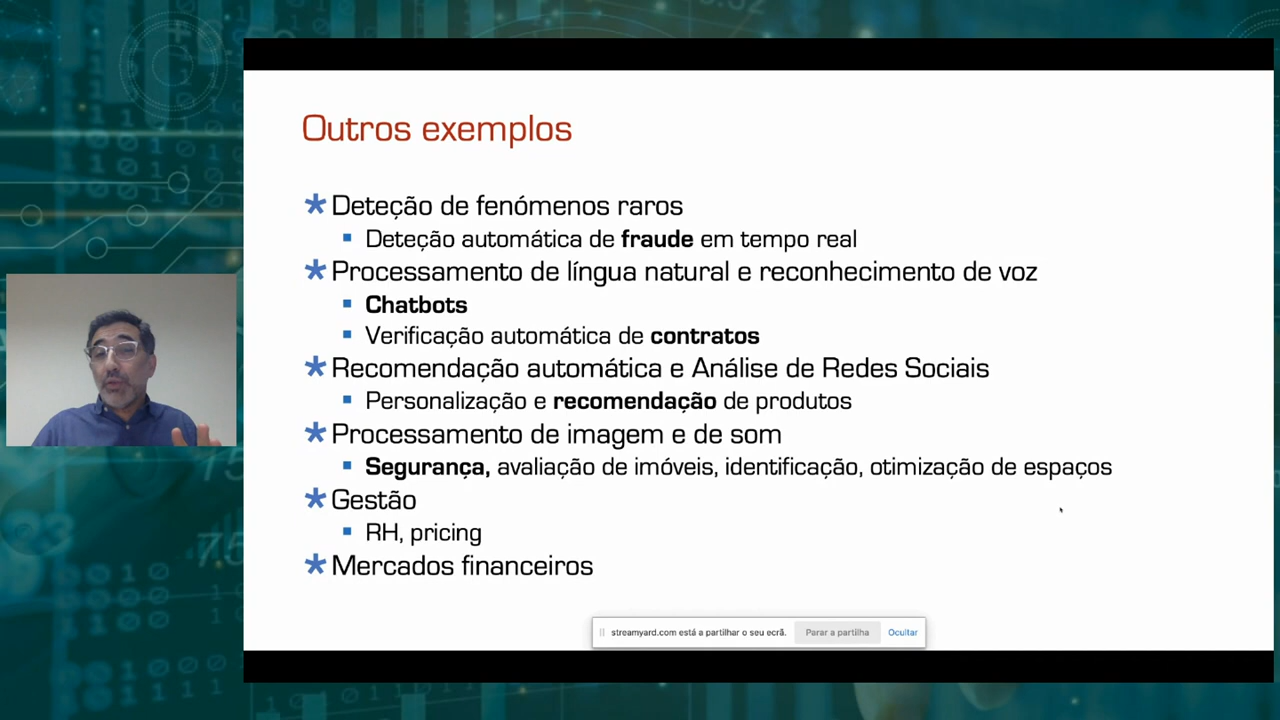 Outros exemplos
* Deteção de fenómenos raros
▪ Deteção automática de fraude em tempo real
* Processamento de língua natural e reconhecimento de voz
▪ Chatbots
▪ Verificação automática de contratos
* Recomendação automática e Análise de Redes Sociais
▪ Personalização e recomendação de produtos
* Processamento de imagem e de som
▪ Segurança, avaliação de imóveis, identificação, otimização de espaços
* Gestão
▪ RH, pricing
* Mercados financeiros
streamyard.com está a partilhar o seu ecrã. Parar a partilha Ocultar